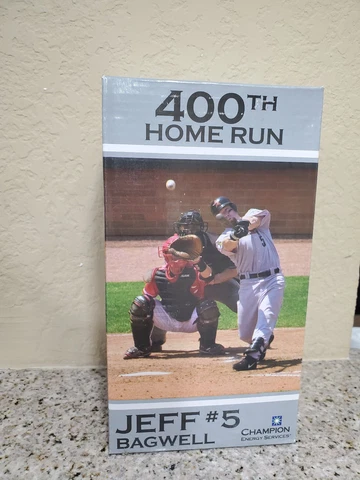 400TH
HOME RUN
JEFF #5
BAGWELL
CHAMPION
ENERGY SERVICES